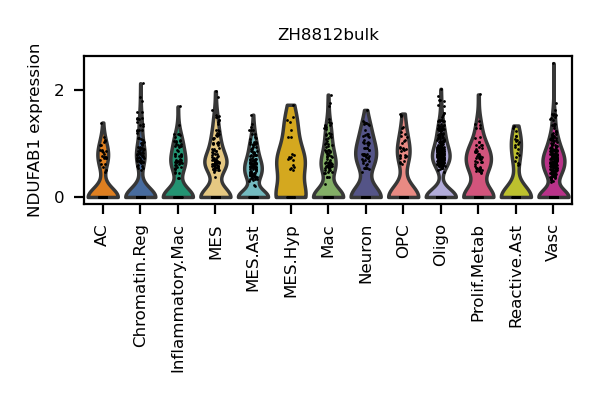 ZH8812bulk
NDUFAB1 expression
2
0
AC
Chromatin.Reg
Inflammatory.Mac
MES
MES.Ast
MES.Hyp
Mac
Neuron
OPC
Oligo
Prolif.Metab
Reactive.Ast
Vasc